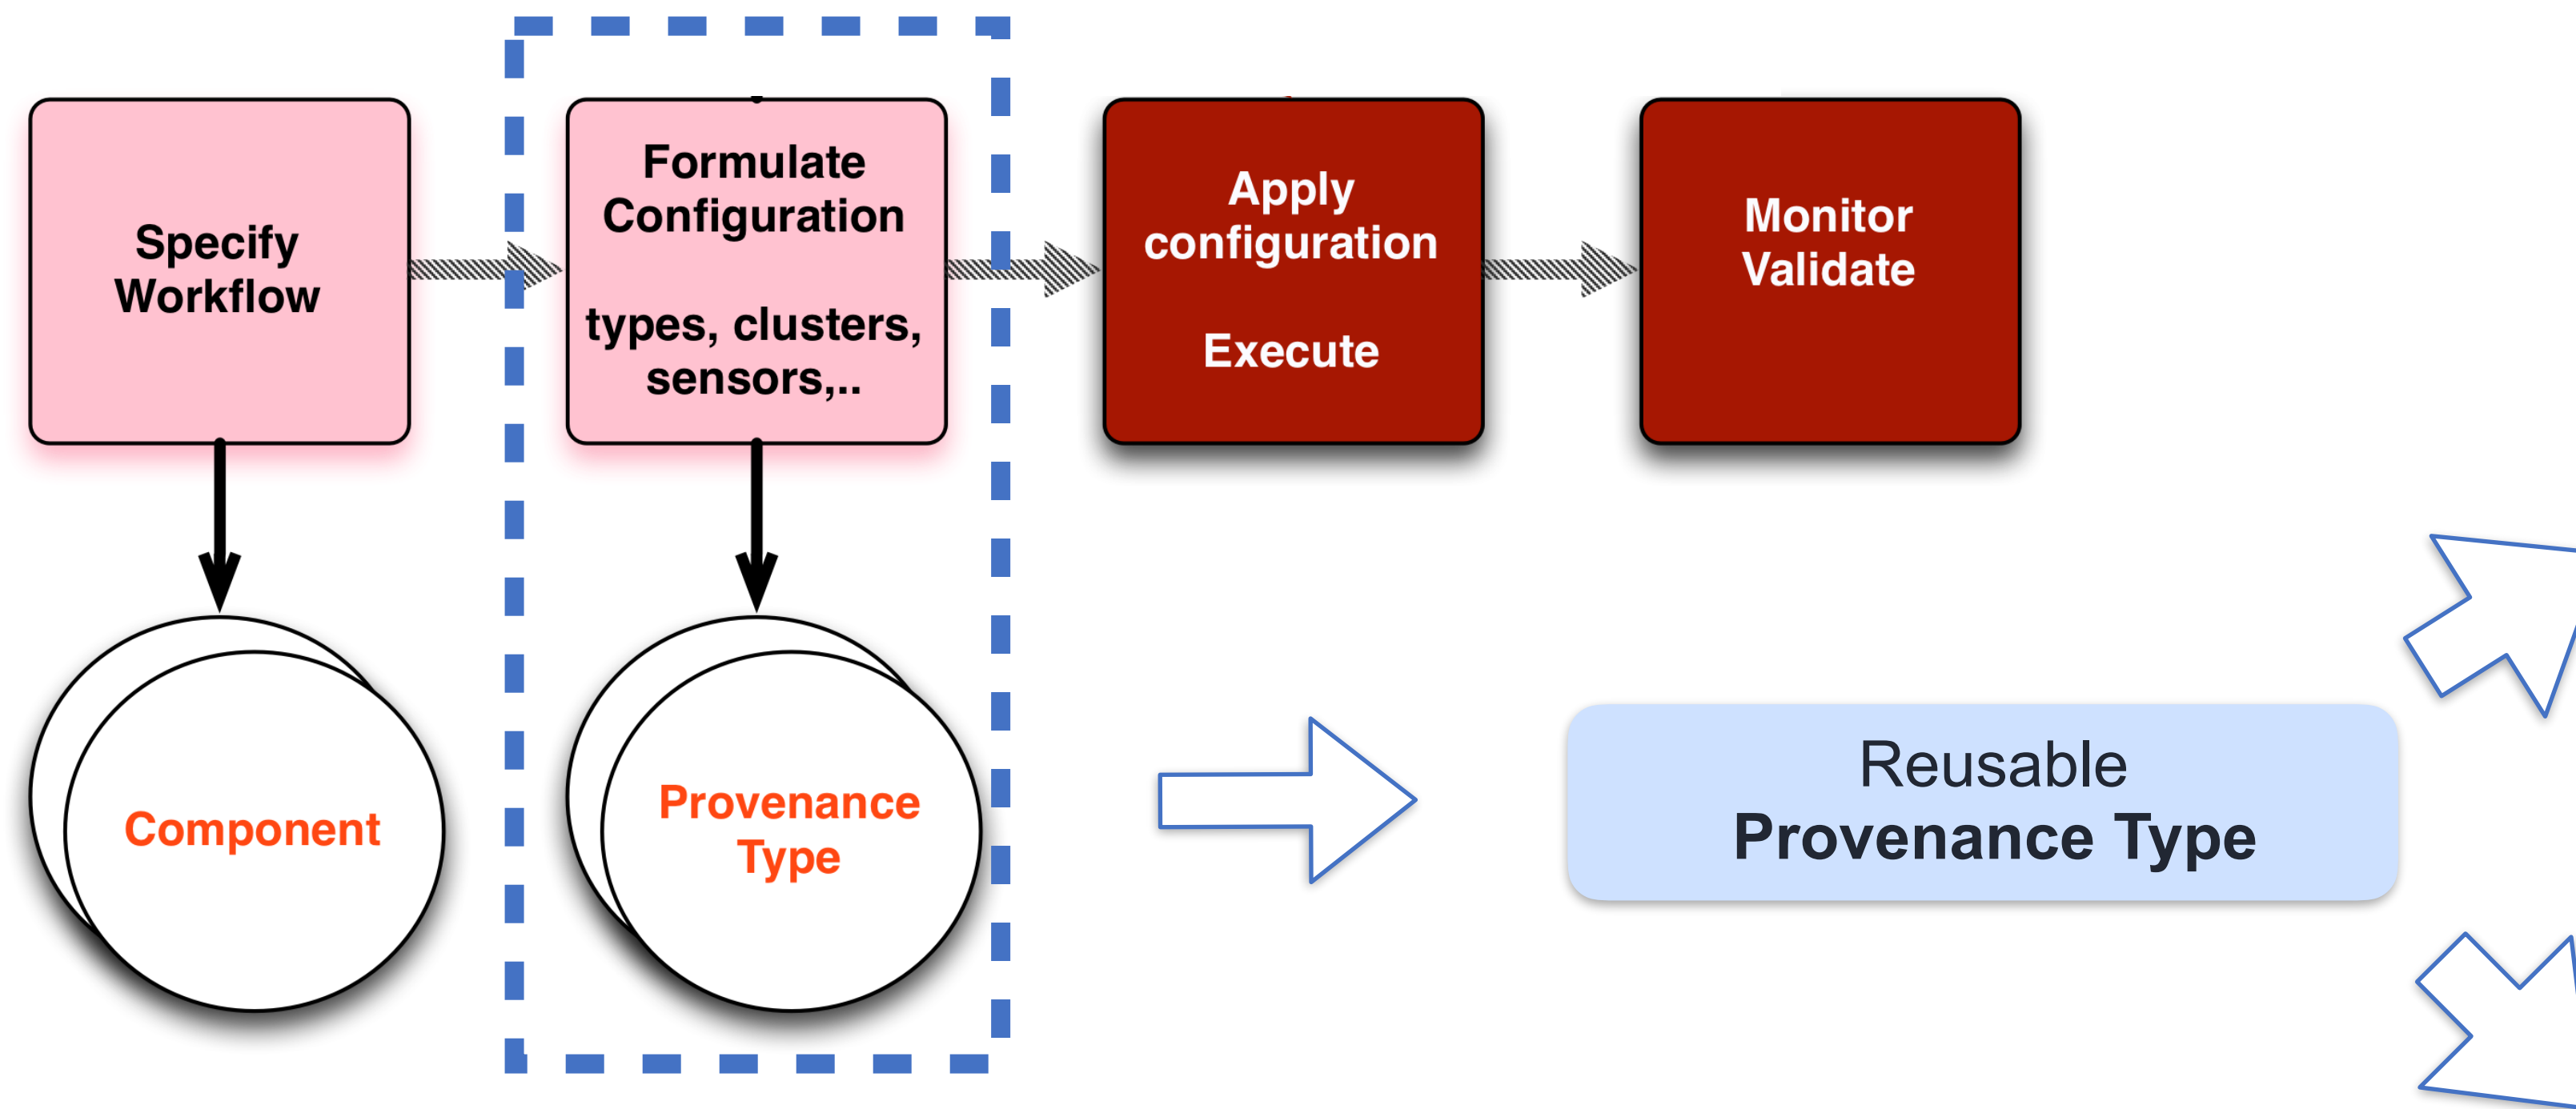 Specify
Workflow
Formulate
Configuration
types, clusters,
sensors,..
Apply
configuration
Execute
Monitor
Validate
Component
Provenance
Type
Reusable
Provenance Type